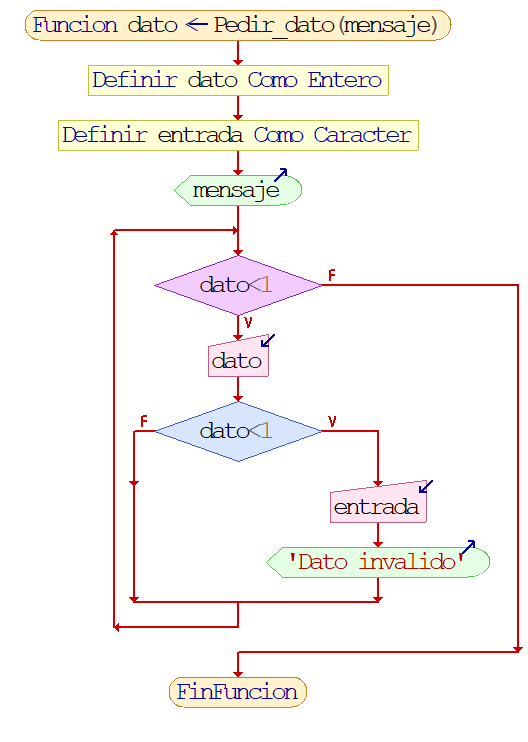 Funcion dato ← Pedir_dato(mensaje)
Definir dato Como Entero
Definir entrada Como Caracter
mensaje
dato<1
F
V
dato
dato<1
F
V
entrada
'Dato invalido'
FinFuncion